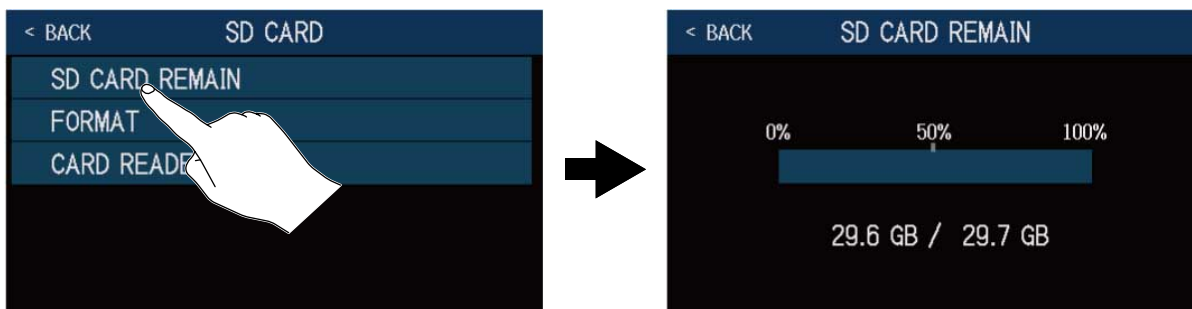 < BACK SD CARD
SD CARD REMAIN
FORMAT
CARD READE
< BACK SD CARD REMAIN
0% 50% 100%
29.6 GB / 29.7 GB